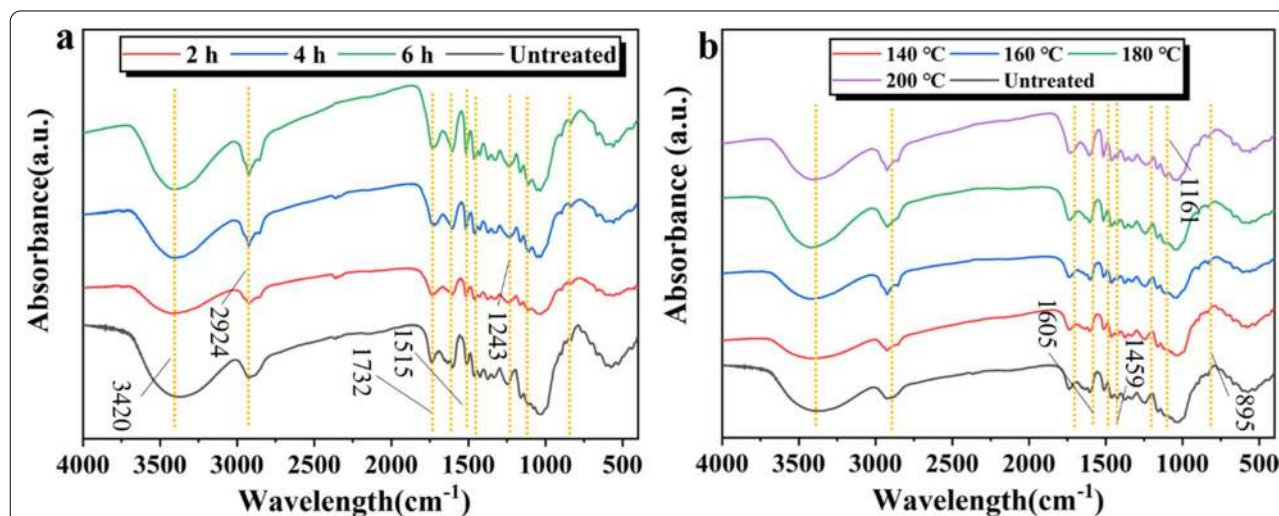 a
2 h 4 h 6 h Untreated
Absorbance(a.u.)
3420
2924
1732
1515
1243
4000 3500 3000 2500 2000 1500 1000 500
Wavelength(cm⁻¹)
b
140 °C 160 °C 180 °C
200 °C Untreated
Absorbance (a.u.)
1605
1459
1161
895
4000 3500 3000 2500 2000 1500 1000 500
Wavelength(cm⁻¹)